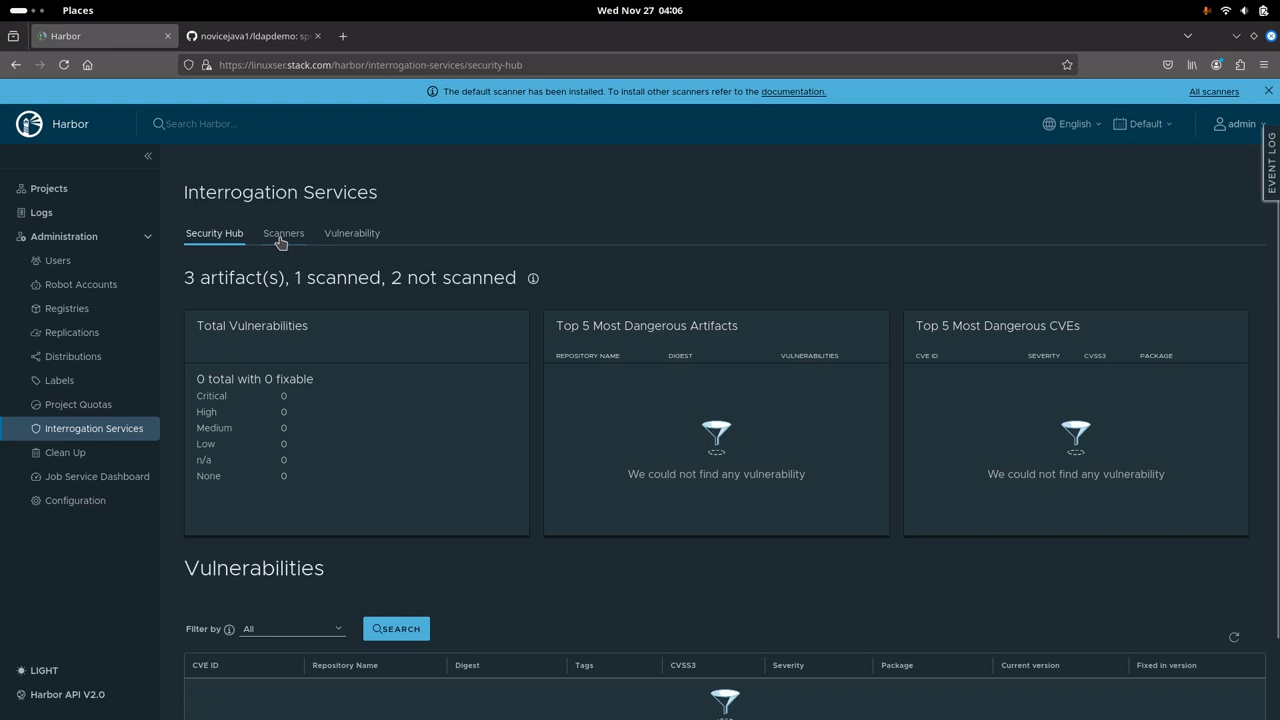 Places
Wed Nov 27 04:06
Harbor
novicejava1/ldapdemo: sp
https://linuxser.stack.com/harbor/interrogation-services/security-hub
The default scanner has been installed. To install other scanners refer to the documentation.
All scanners
Harbor
Search Harbor...
English
Default
admin
EVENT LOG
Projects
Logs
Administration
Users
Robot Accounts
Registries
Replications
Distributions
Labels
Project Quotas
Interrogation Services
Clean Up
Job Service Dashboard
Configuration
LIGHT
Harbor API V2.0
Interrogation Services
Security Hub Scanners Vulnerability
3 artifact(s), 1 scanned, 2 not scanned
Total Vulnerabilities
0 total with 0 fixable
Critical 0
High 0
Medium 0
Low 0
n/a 0
None 0
Top 5 Most Dangerous Artifacts
REPOSITORY NAME DIGEST VULNERABILITIES
We could not find any vulnerability
Top 5 Most Dangerous CVEs
CVE ID SEVERITY CVSS3 PACKAGE
We could not find any vulnerability
Vulnerabilities
Filter by All SEARCH
CVE ID Repository Name Digest Tags CVSS3 Severity Package Current version Fixed in version